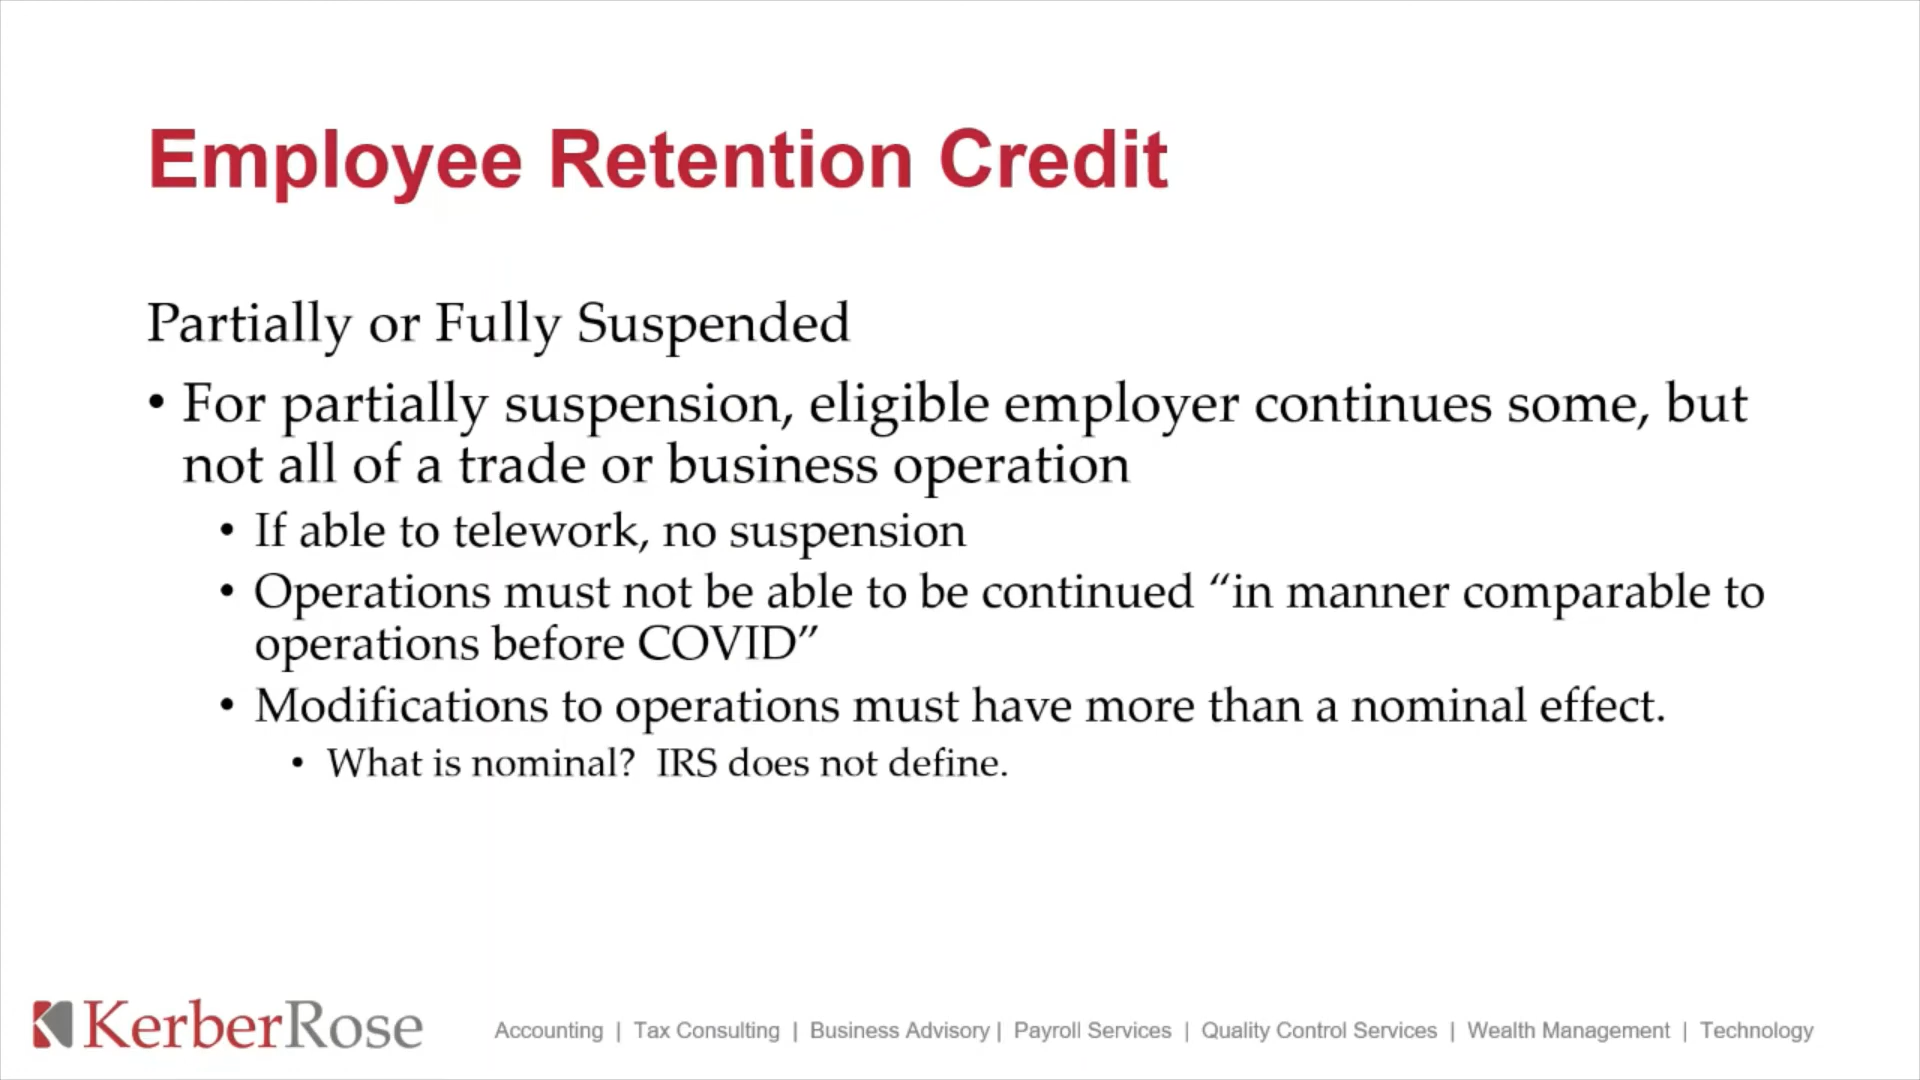 Employee Retention Credit
Partially or Fully Suspended
• For partially suspension, eligible employer continues some, but
not all of a trade or business operation
• If able to telework, no suspension
• Operations must not be able to be continued “in manner comparable to
operations before COVID”
• Modifications to operations must have more than a nominal effect.
• What is nominal?  IRS does not define.
KerberRose
Accounting | Tax Consulting | Business Advisory | Payroll Services | Quality Control Services | Wealth Management | Technology